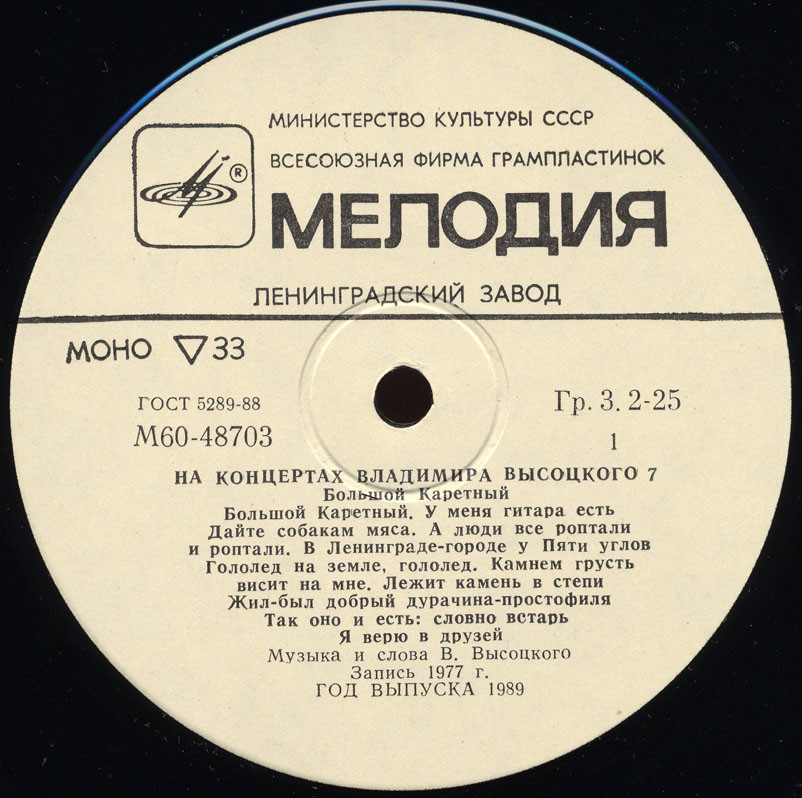 МИНИСТЕРСТВО КУЛЬТУРЫ СССР
ВСЕСОЮЗНАЯ ФИРМА ГРАМПЛАСТИНОК
®
МЕЛОДИЯ
ЛЕНИНГРАДСКИЙ ЗАВОД
МОНО ▽33
ГОСТ 5289-88
Гр. 3. 2-25
М60-48703
1
НА КОНЦЕРТАХ ВЛАДИМИРА ВЫСОЦКОГО 7
Большой Каретный
Большой Каретный. У меня гитара есть
Дайте собакам мяса. А люди все роптали
и роптали. В Ленинграде-городе у Пяти углов
Гололед на земле, гололед. Камнем грусть
висит на мне. Лежит камень в степи
Жил-был добрый дурачина-простофиля
Так оно и есть: словно встарь
Я верю в друзей
Музыка и слова В. Высоцкого
Запись 1977 г.
ГОД ВЫПУСКА 1989